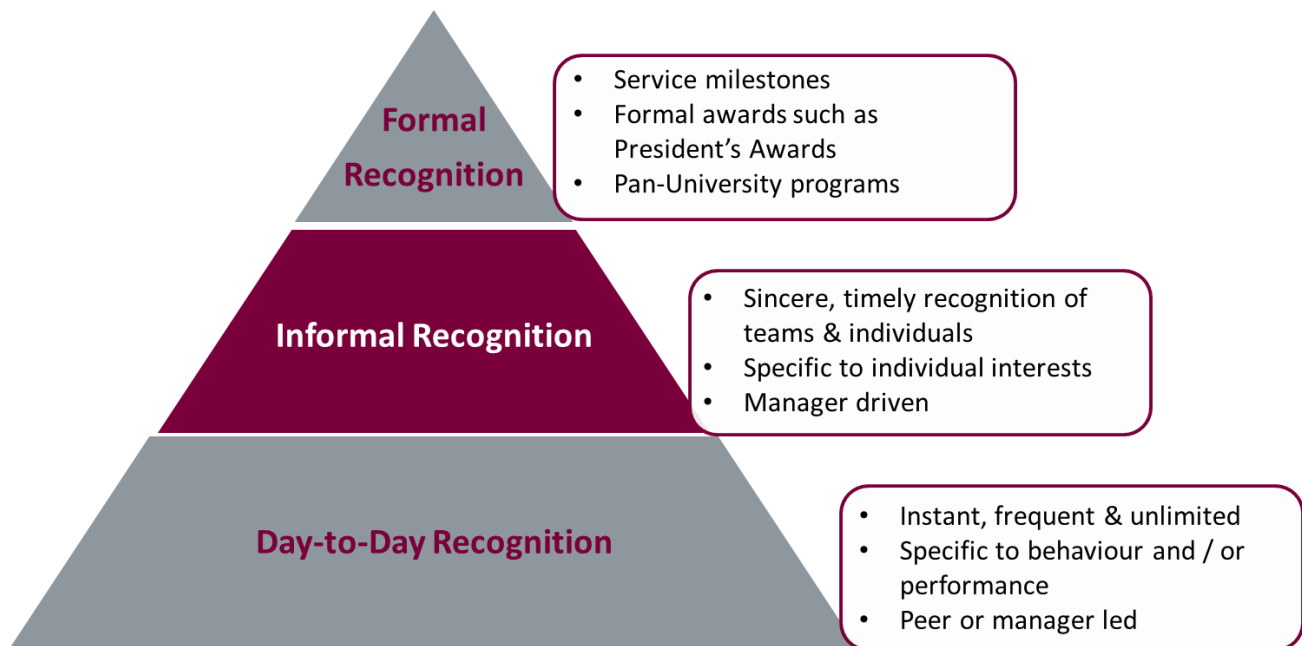 Formal
Recognition
• Service milestones
• Formal awards such as
President’s Awards
• Pan-University programs
Informal Recognition
• Sincere, timely recognition of
teams & individuals
• Specific to individual interests
• Manager driven
Day-to-Day Recognition
• Instant, frequent & unlimited
• Specific to behaviour and / or
performance
• Peer or manager led